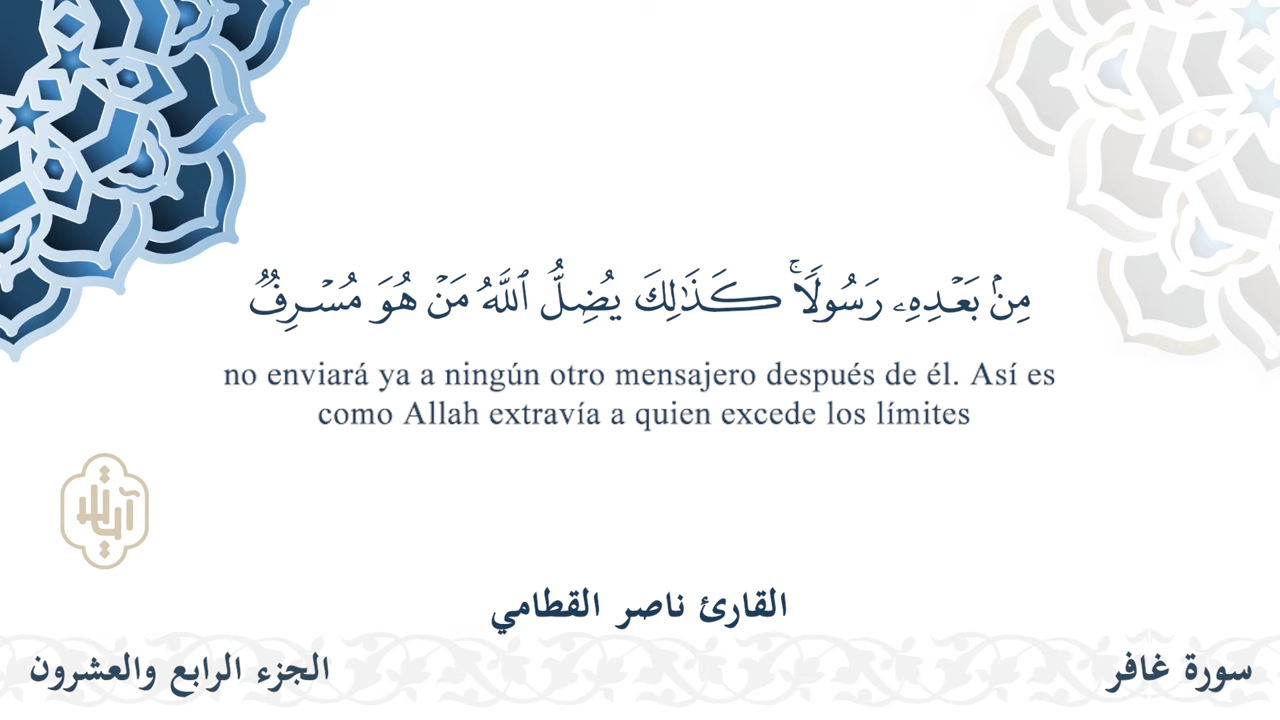 مِنۢ بَعۡدِهِۦ رَسُولٗاۚ كَذَٰلِكَ يُضِلُّ ٱللَّهُ مَنۡ هُوَ مُسۡرِفٞ
no enviará ya a ningún otro mensajero después de él. Así es
como Allah extravía a quien excede los límites
القارئ ناصر القطامي
سورة غافر
الجزء الرابع والعشرون